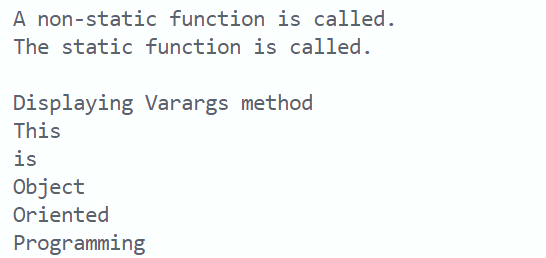 A non-static function is called.
The static function is called.

Displaying Varargs method
This
is
Object
Oriented
Programming